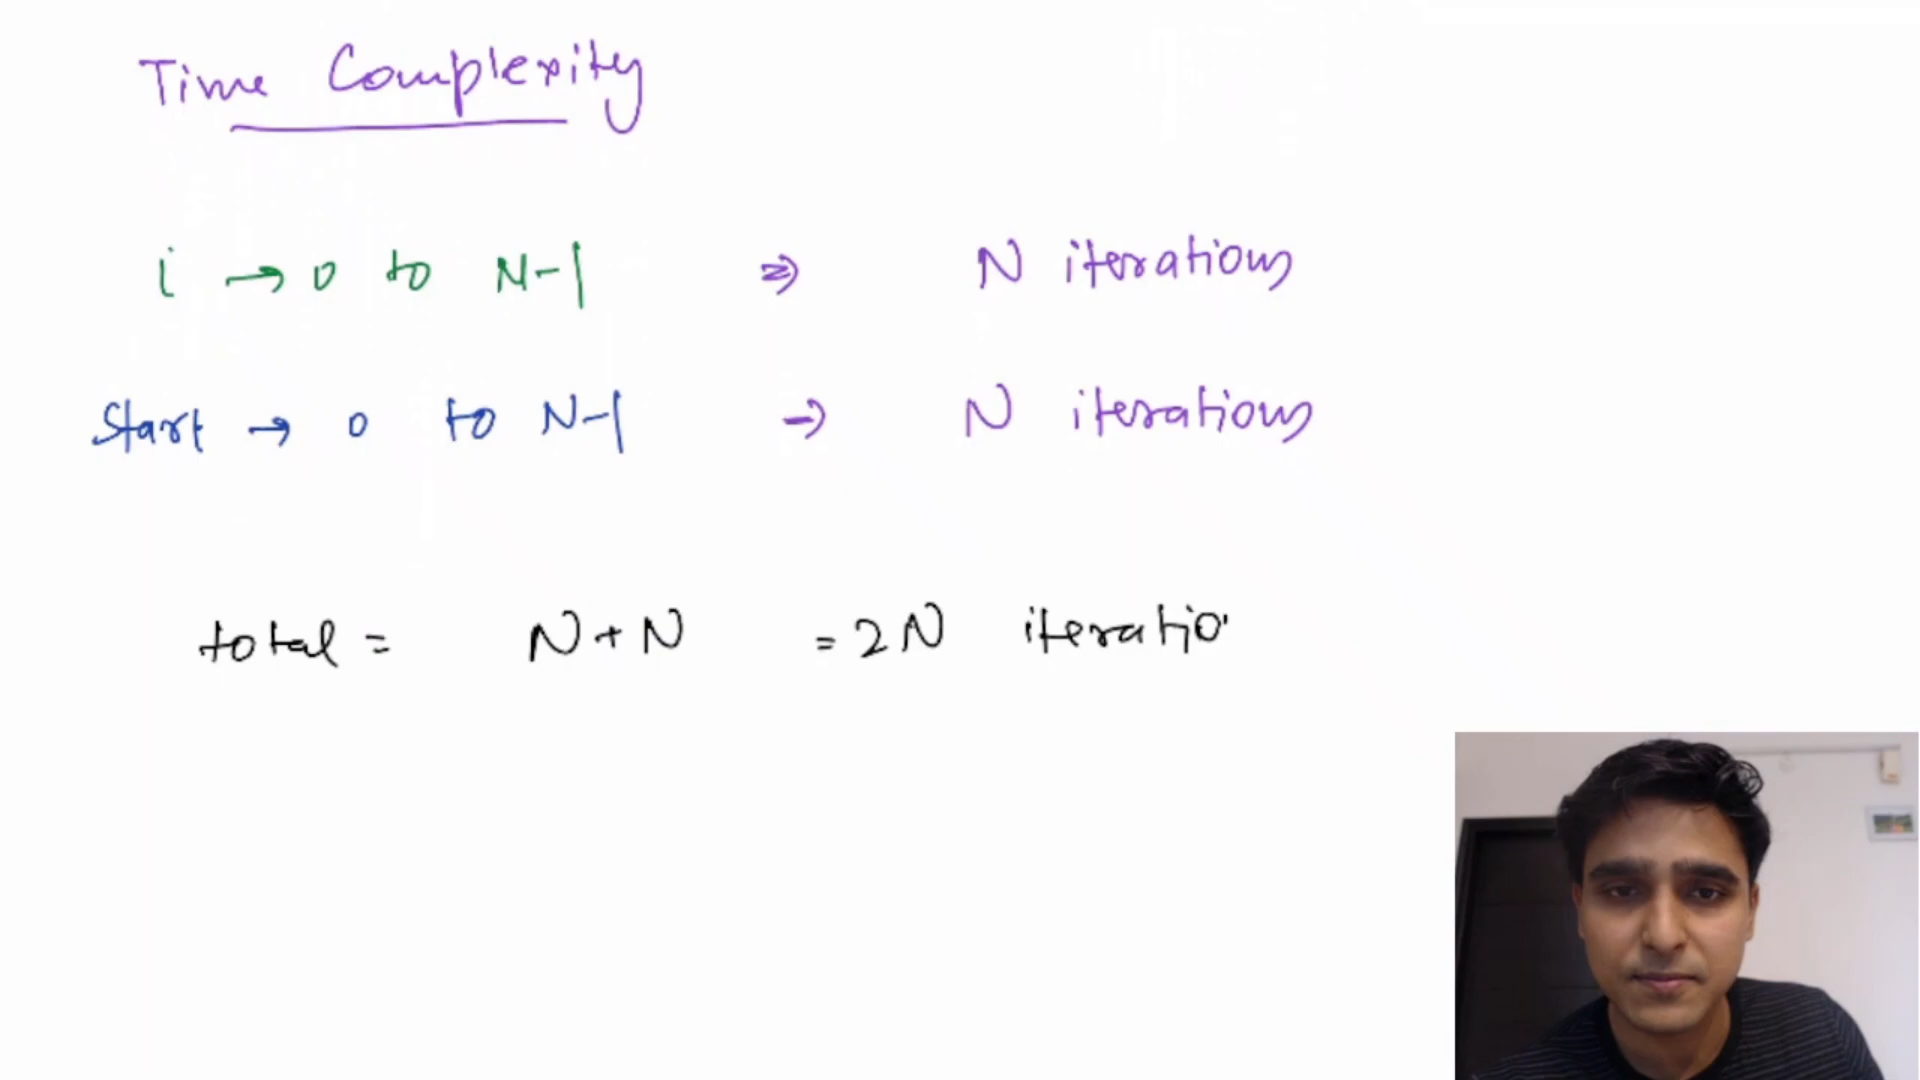 Time Complexity
i → 0 to N-1 ⇒ N iterations
Start → 0 to N-1 → N iterations
total = N + N = 2N iteratio